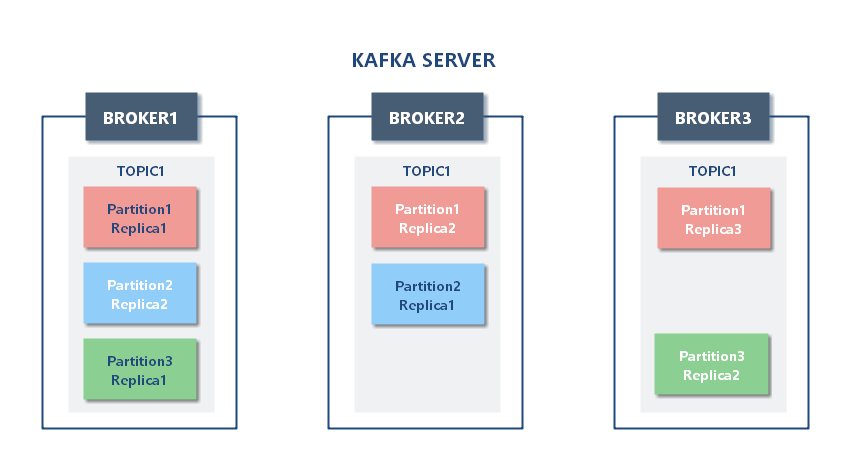 KAFKA SERVER
BROKER1
TOPIC1
Partition1
Replica1
Partition2
Replica2
Partition3
Replica1
BROKER2
TOPIC1
Partition1
Replica2
Partition2
Replica1
BROKER3
TOPIC1
Partition1
Replica3
Partition3
Replica2